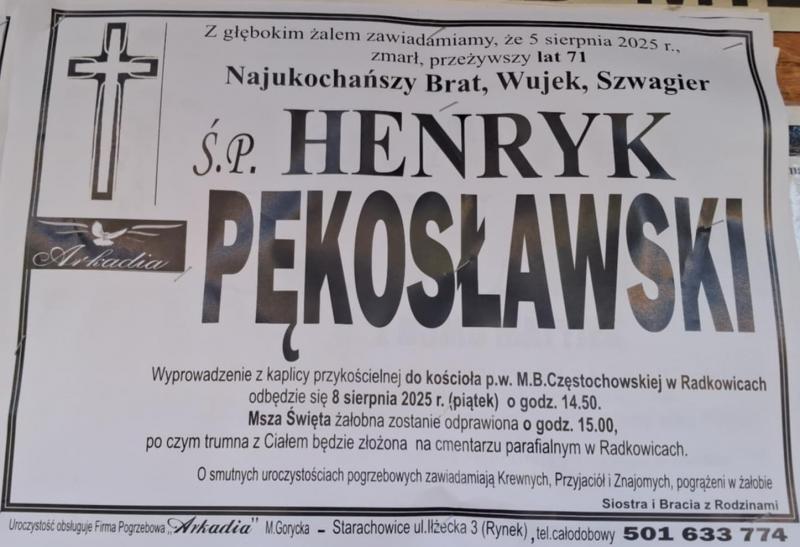 Z głębokim żalem zawiadamiamy, że 5 sierpnia 2025 r.,
zmarł, przeżywszy lat 71
Najukochańszy Brat, Wujek, Szwagier
Ś.P. HENRYK
PĘKOSŁAWSKI
Arkadia
Wyprowadzenie z kaplicy przykościelnej do kościoła p.w. M.B.Częstochowskiej w Radkowicach
odbędzie się 8 sierpnia 2025 r. (piątek) o godz. 14.50.
Msza Święta żałobna zostanie odprawiona o godz. 15.00,
po czym trumna z Ciałem będzie złożona na cmentarzu parafialnym w Radkowicach.
O smutnych uroczystościach pogrzebowych zawiadamiają Krewnych, Przyjaciół i Znajomych, pogrążeni w żałobie
Siostra i Bracia z Rodzinami
Uroczystość obsługuje Firma Pogrzebowa "Arkadia" M.Gorycka – Starachowice ul.Iłżecka 3 (Rynek), tel.całodobowy 501 633 774